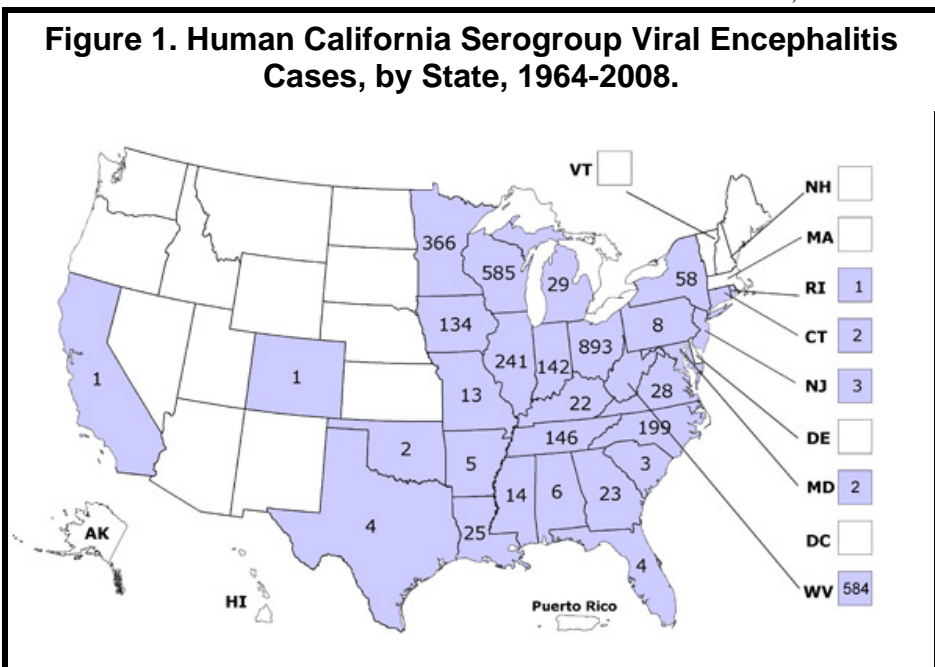 Figure 1. Human California Serogroup Viral Encephalitis
Cases, by State, 1964-2008.
VT
NH
MA
RI 1
CT 2
NJ 3
DE
MD 2
DC
WV 584
366
585
29
58
134
241
142
893
8
1
1
13
22
28
2
5
146
199
3
4
25
14
6
23
4
AK
HI
Puerto Rico